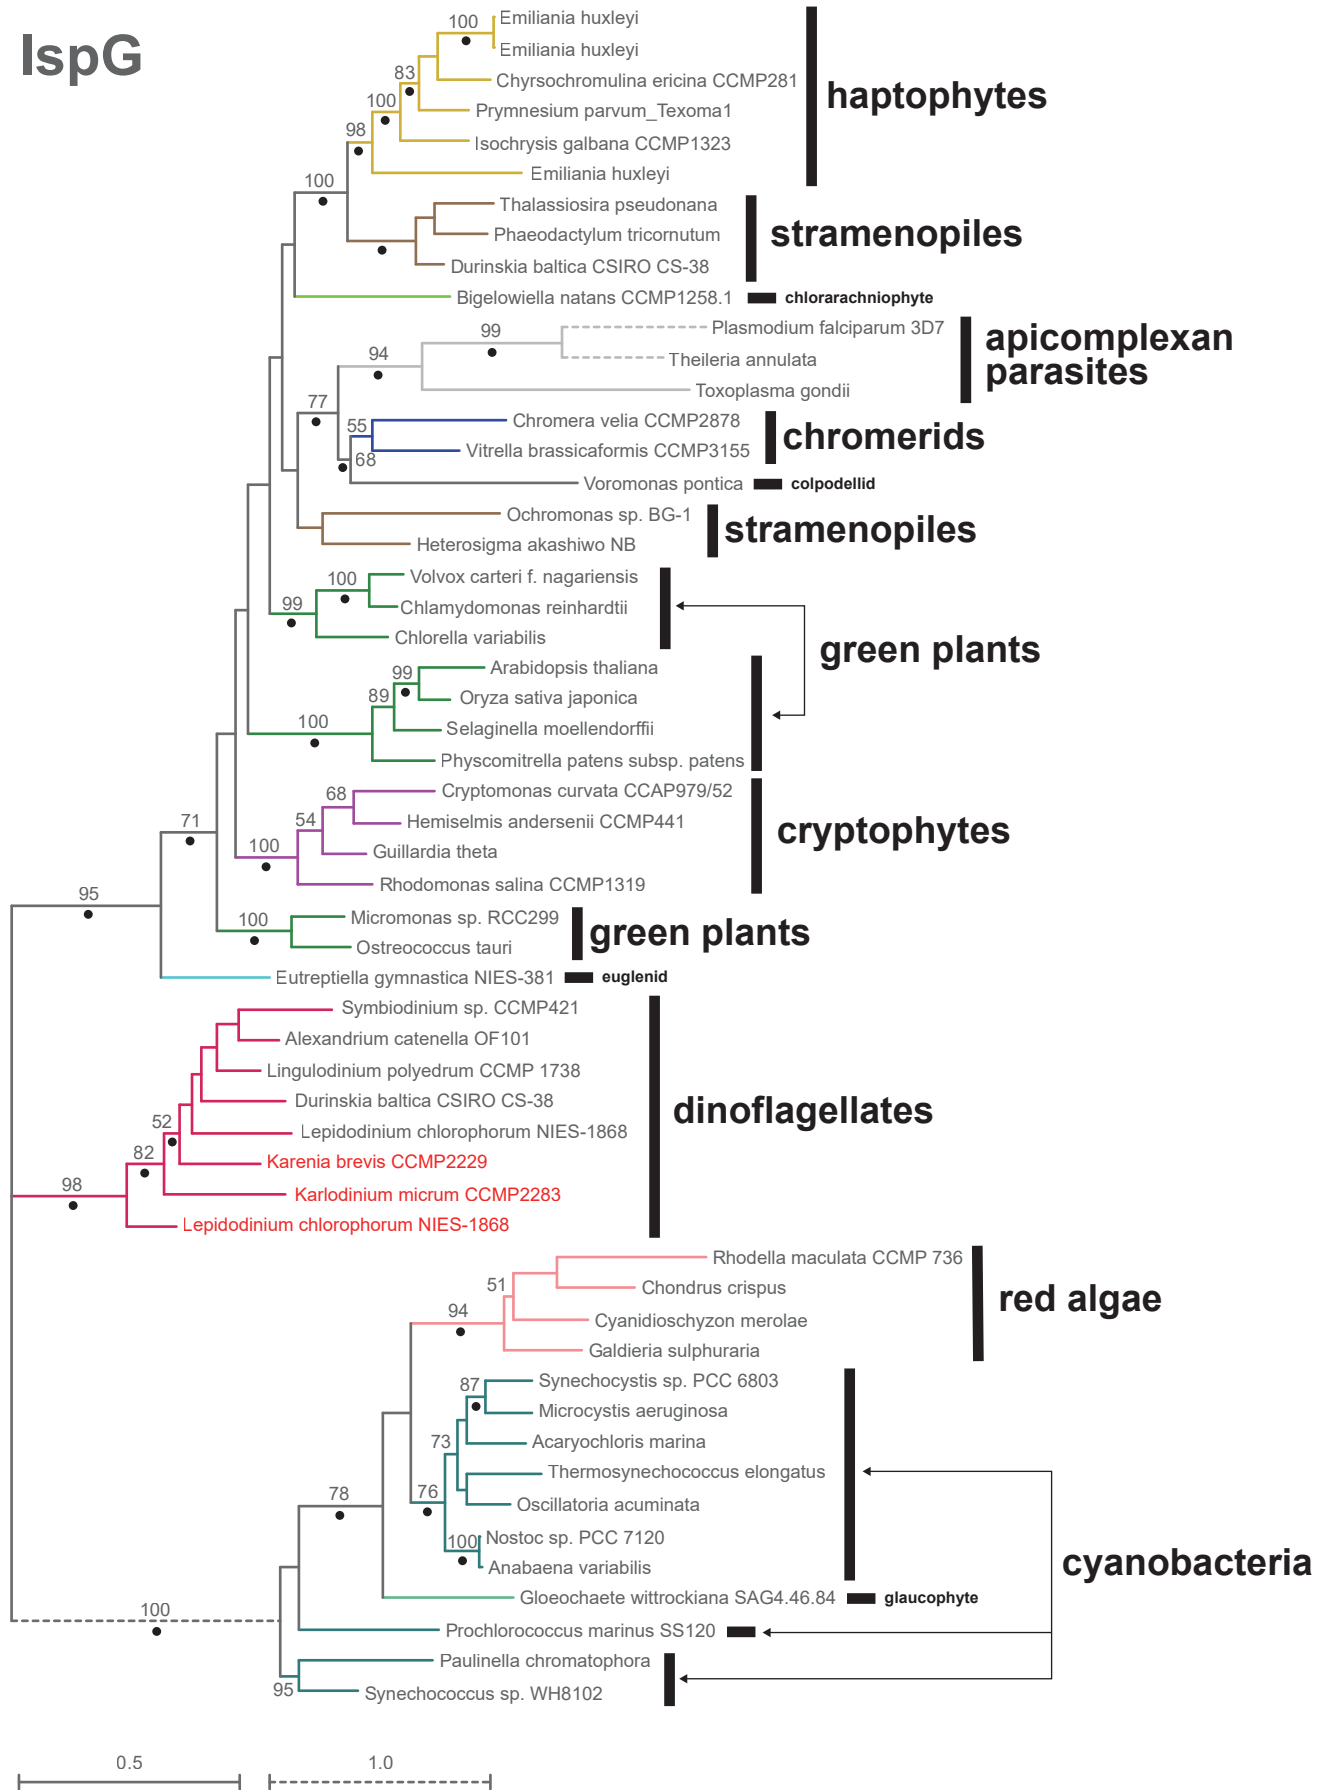 IspG
100
Emiliania huxleyi
Emiliania huxleyi
83
Chyrsochromulina ericina CCMP281
haptophytes
100
Prymnesium parvum_Texoma1
98
Isochrysis galbana CCMP1323
Emiliania huxleyi
100
Thalassiosira pseudonana
Phaeodactylum tricornutum
stramenopiles
Durinskia baltica CSIRO CS-38
Bigelowiella natans CCMP1258.1
chlorarachniophyte
99
Plasmodium falciparum 3D7
apicomplexan
parasites
94
Theileria annulata
Toxoplasma gondii
77
55
Chromera velia CCMP2878
chromerids
68
Vitrella brassicaformis CCMP3155
Voromonas pontica
colpodellid
Ochromonas sp. BG-1
stramenopiles
Heterosigma akashiwo NB
100
Volvox carteri f. nagariensis
99
Chlamydomonas reinhardtii
Chlorella variabilis
green plants
99
Arabidopsis thaliana
89
Oryza sativa japonica
100
Selaginella moellendorffii
Physcomitrella patens subsp. patens
68
Cryptomonas curvata CCAP979/52
71
54
Hemiselmis andersenii CCMP441
cryptophytes
100
Guillardia theta
Rhodomonas salina CCMP1319
95
100
Micromonas sp. RCC299
green plants
Ostreococcus tauri
Eutreptiella gymnastica NIES-381
euglenid
Symbiodinium sp. CCMP421
Alexandrium catenella OF101
Lingulodinium polyedrum CCMP 1738
Durinskia baltica CSIRO CS-38
dinoflagellates
52
Lepidodinium chlorophorum NIES-1868
82
Karenia brevis CCMP2229
98
Karlodinium micrum CCMP2283
Lepidodinium chlorophorum NIES-1868
Rhodella maculata CCMP 736
51
Chondrus crispus
red algae
94
Cyanidioschyzon merolae
Galdieria sulphuraria
87
Synechocystis sp. PCC 6803
Microcystis aeruginosa
73
Acaryochloris marina
Thermosynechococcus elongatus
78
76
Oscillatoria acuminata
100
Nostoc sp. PCC 7120
Anabaena variabilis
cyanobacteria
Gloeochaete wittrockiana SAG4.46.84
glaucophyte
100
Prochlorococcus marinus SS120
Paulinella chromatophora
95
Synechococcus sp. WH8102
0.5
1.0